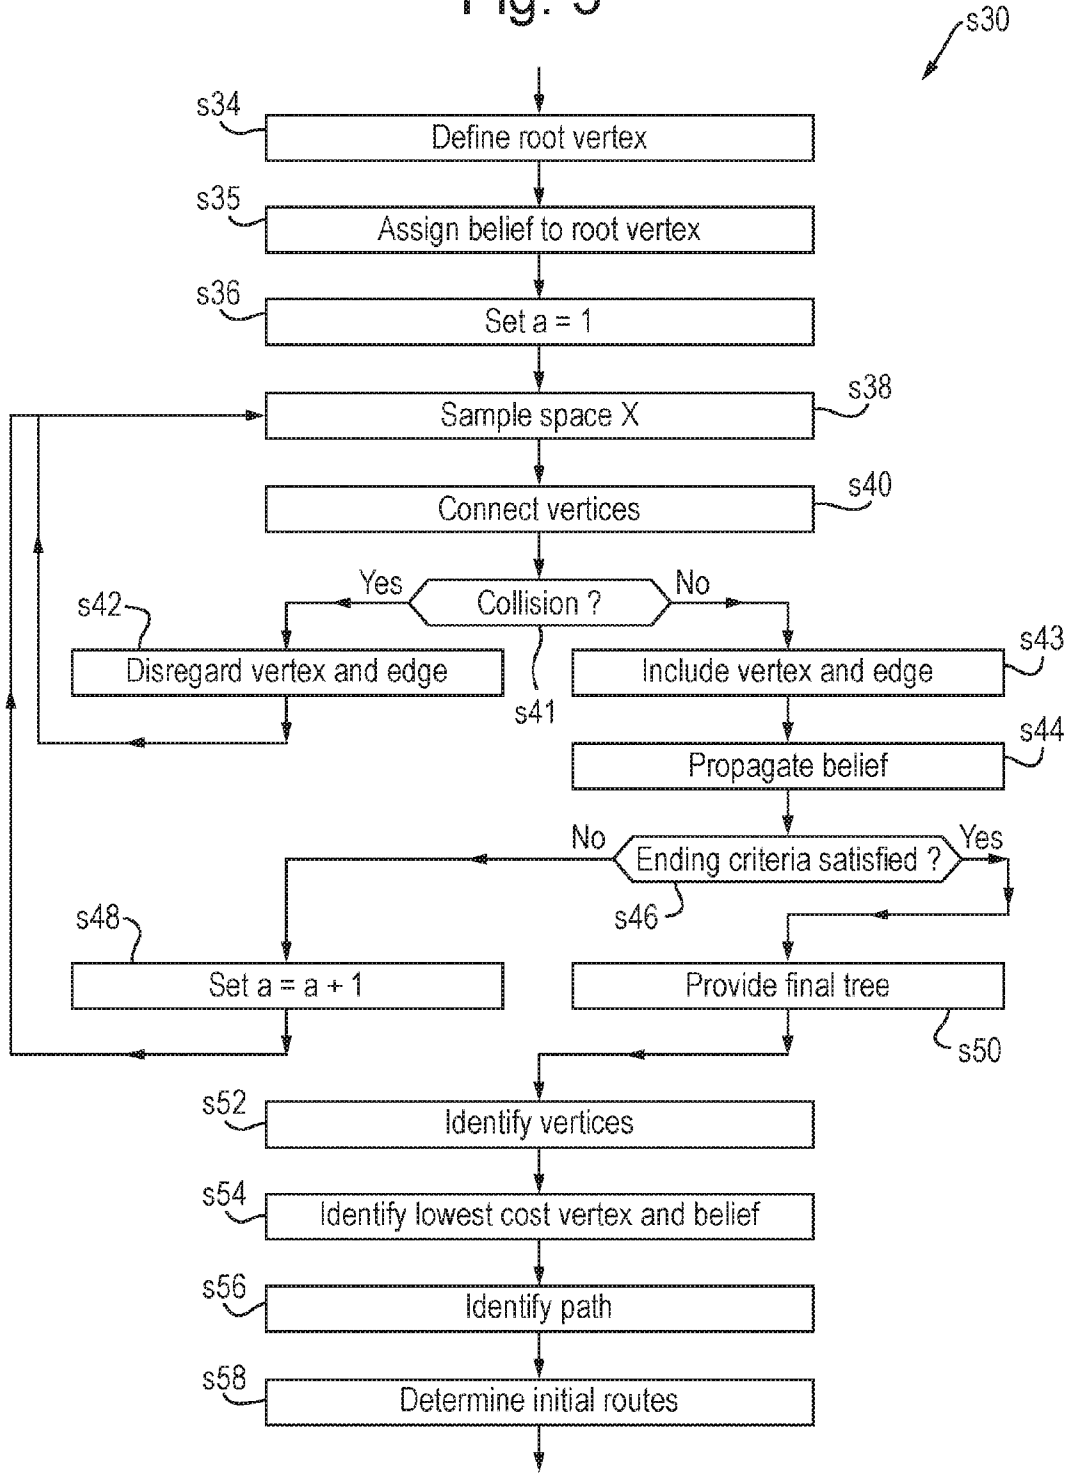 s30
s34
Define root vertex
s35
Assign belief to root vertex
s36
Set a = 1
s38
Sample space X
s40
Connect vertices
Yes
No
Collision ?
s42
s41
s43
Disregard vertex and edge
Include vertex and edge
s44
Propagate belief
No
Yes
Ending criteria satisfied ?
s46
s48
Set a = a + 1
Provide final tree
s50
s52
Identify vertices
s54
Identify lowest cost vertex and belief
s56
Identify path
s58
Determine initial routes